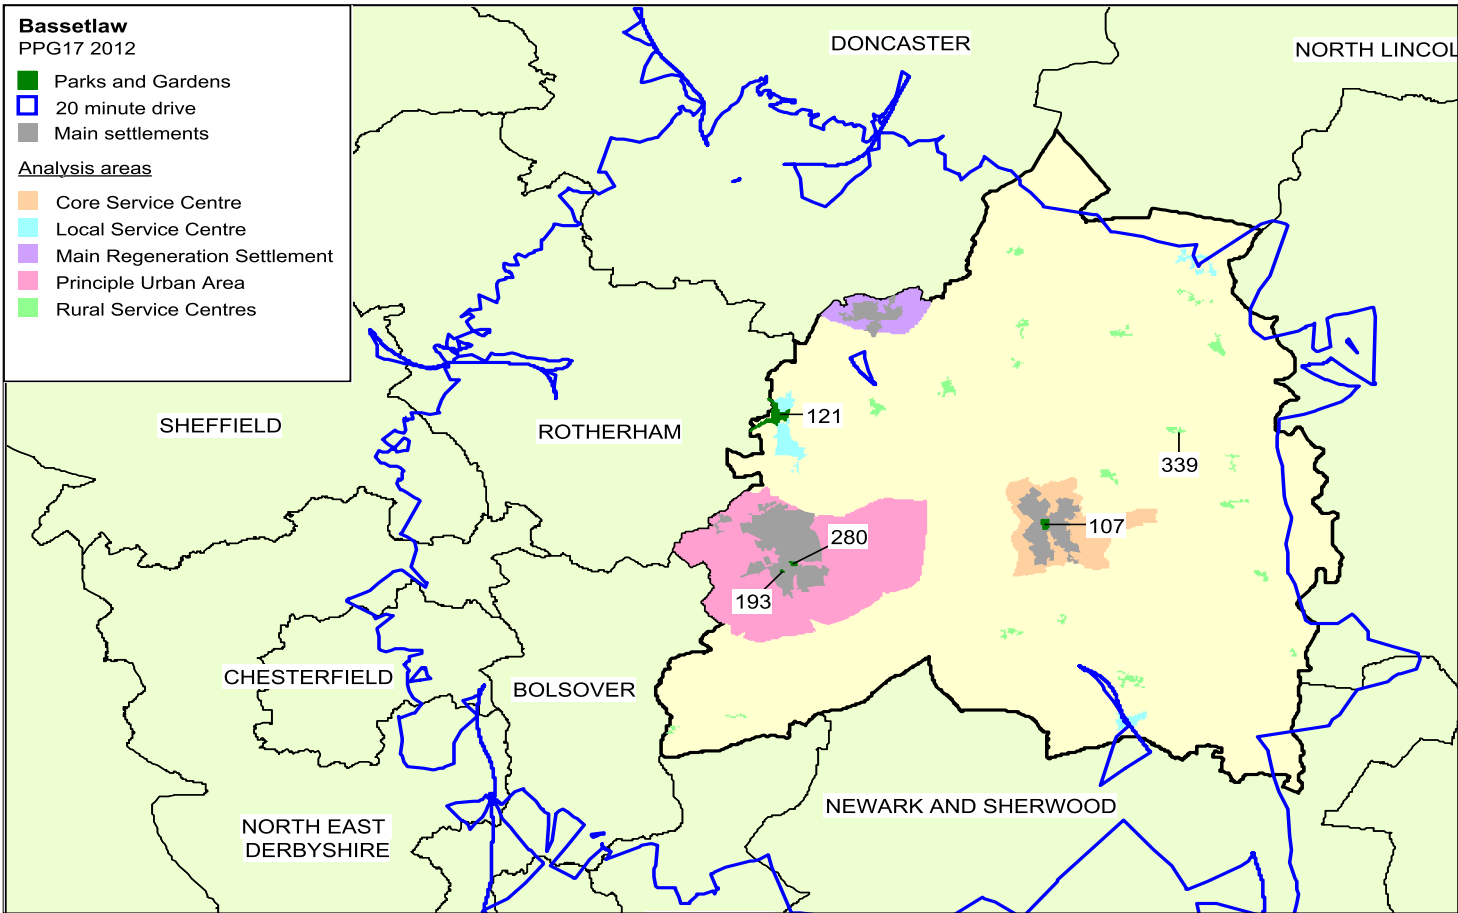 Bassetlaw
PPG17 2012
Parks and Gardens
20 minute drive
Main settlements
Analysis areas
Core Service Centre
Local Service Centre
Main Regeneration Settlement
Principle Urban Area
Rural Service Centres
DONCASTER
NORTH LINCOL
SHEFFIELD
ROTHERHAM
121
339
107
280
193
CHESTERFIELD
BOLSOVER
NEWARK AND SHERWOOD
NORTH EAST
DERBYSHIRE